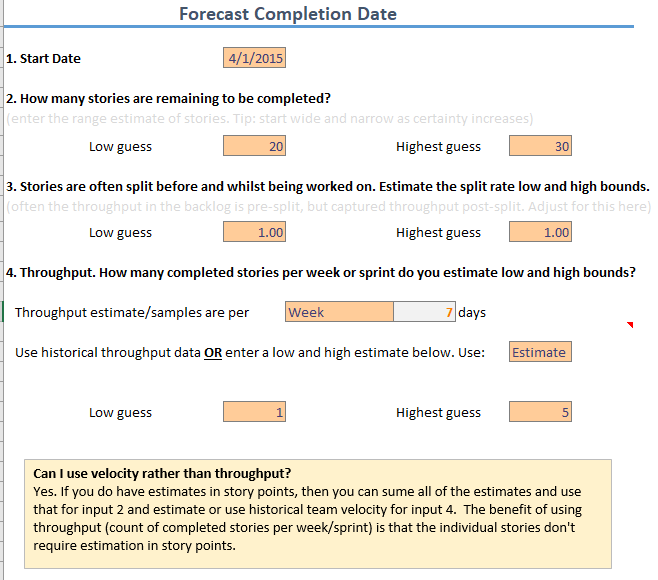 Forecast Completion Date
1. Start Date 4/1/2015
2. How many stories are remaining to be completed?
(enter the range estimate of stories. Tip: start wide and narrow as certainty increases)
Low guess 20 Highest guess 30
3. Stories are often split before and whilst being worked on. Estimate the split rate low and high bounds.
(often the throughput in the backlog is pre-split, but captured throughput post-split. Adjust for this here)
Low guess 1.00 Highest guess 1.00
4. Throughput. How many completed stories per week or sprint do you estimate low and high bounds?
Throughput estimate/samples are per Week 7 days
Use historical throughput data OR enter a low and high estimate below. Use: Estimate
Low guess 1 Highest guess 5
Can I use velocity rather than throughput?
Yes. If you do have estimates in story points, then you can sume all of the estimates and use
that for input 2 and estimate or use historical team velocity for input 4. The benefit of using
throughput (count of completed stories per week/sprint) is that the individual stories don't
require estimation in story points.